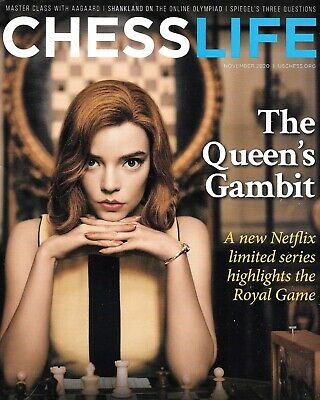 MASTER CLASS WITH AAGAARD | SHANKLAND ON THE ONLINE OLYMPIAD | SPIEGEL'S THREE QUESTIONS
CHESSLIFE
NOVEMBER 2020 | USCHESS.ORG
The
Queen's
Gambit
A new Netflix
limited series
highlights the
Royal Game